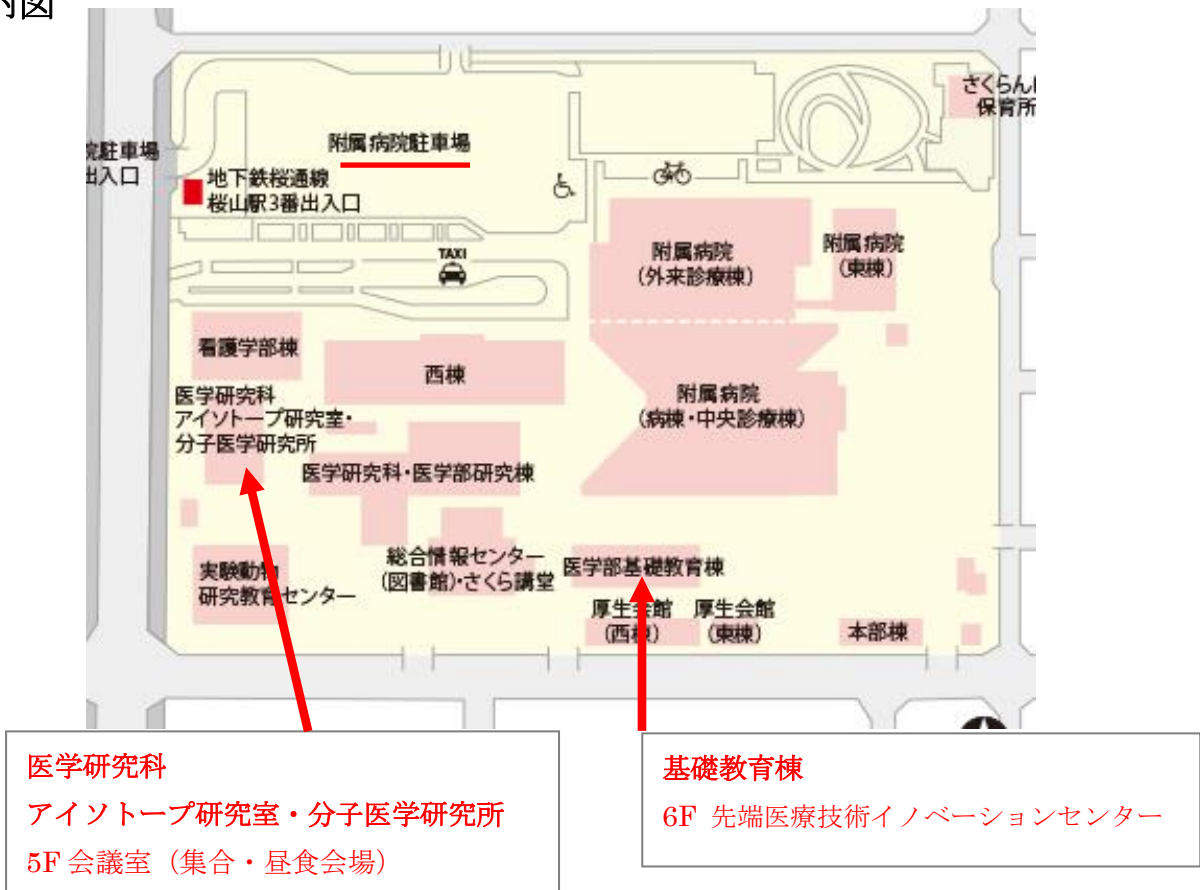 内図
さくらん
保育所
附属病院駐車場
院駐車場
出入口
地下鉄桜通線
桜山駅3番出入口
TAXI
附属病院
(外来診療棟)
附属病院
(東棟)
看護学部棟
西棟
医学研究科
アイソトープ研究室・
分子医学研究所
附属病院
(病棟・中央診療棟)
医学研究科・医学部研究棟
実験動物
研究教育センター
総合情報センター
(図書館)・さくら講堂
医学部基礎教育棟
厚生会館
(西棟)
厚生会館
(東棟)
本部棟
医学研究科
アイソトープ研究室・分子医学研究所
5F 会議室（集合・昼食会場）
基礎教育棟
6F 先端医療技術イノベーションセンター